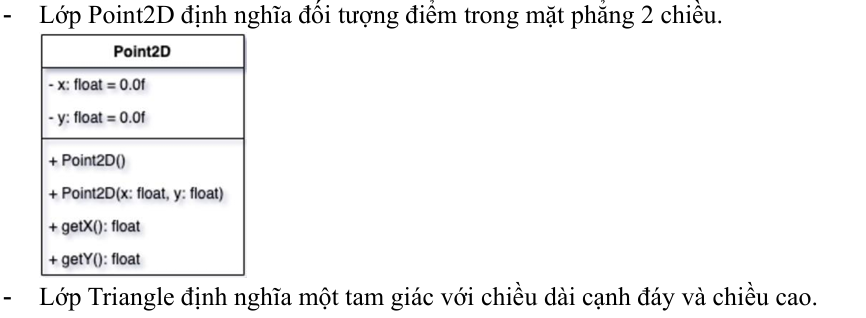 - Lớp Point2D định nghĩa đối tượng điểm trong mặt phẳng 2 chiều.
Point2D
- x: float = 0.0f
- y: float = 0.0f
+ Point2D()
+ Point2D(x: float, y: float)
+ getX(): float
+ getY(): float
- Lớp Triangle định nghĩa một tam giác với chiều dài cạnh đáy và chiều cao.